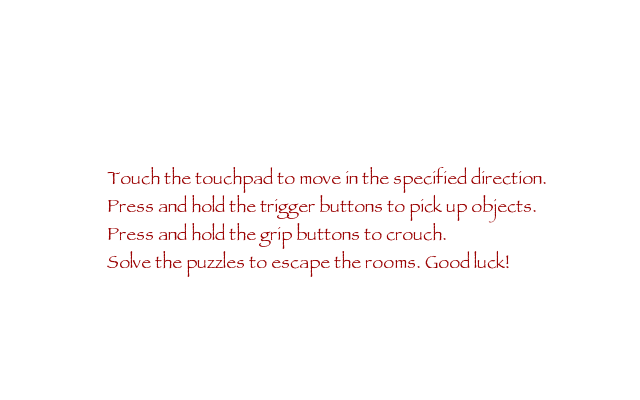 Touch the touchpad to move in the specified direction.
Press and hold the trigger buttons to pick up objects.
Press and hold the grip buttons to crouch.
Solve the puzzles to escape the rooms. Good luck!